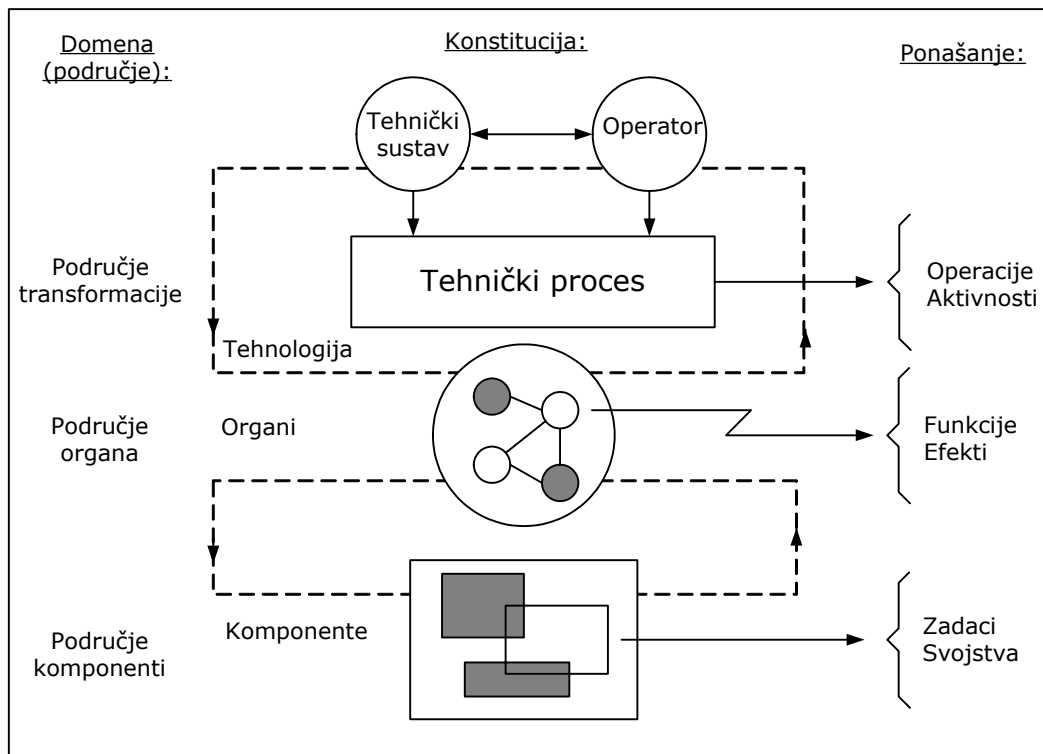 Domena
(područje):
Konstitucija:
Ponašanje:
Tehnički
sustav
Operator
Područje
transformacije
Tehnički proces
Operacije
Aktivnosti
Tehnologija
Područje
organa
Organi
Funkcije
Efekti
Područje
komponenti
Komponente
Zadaci
Svojstva